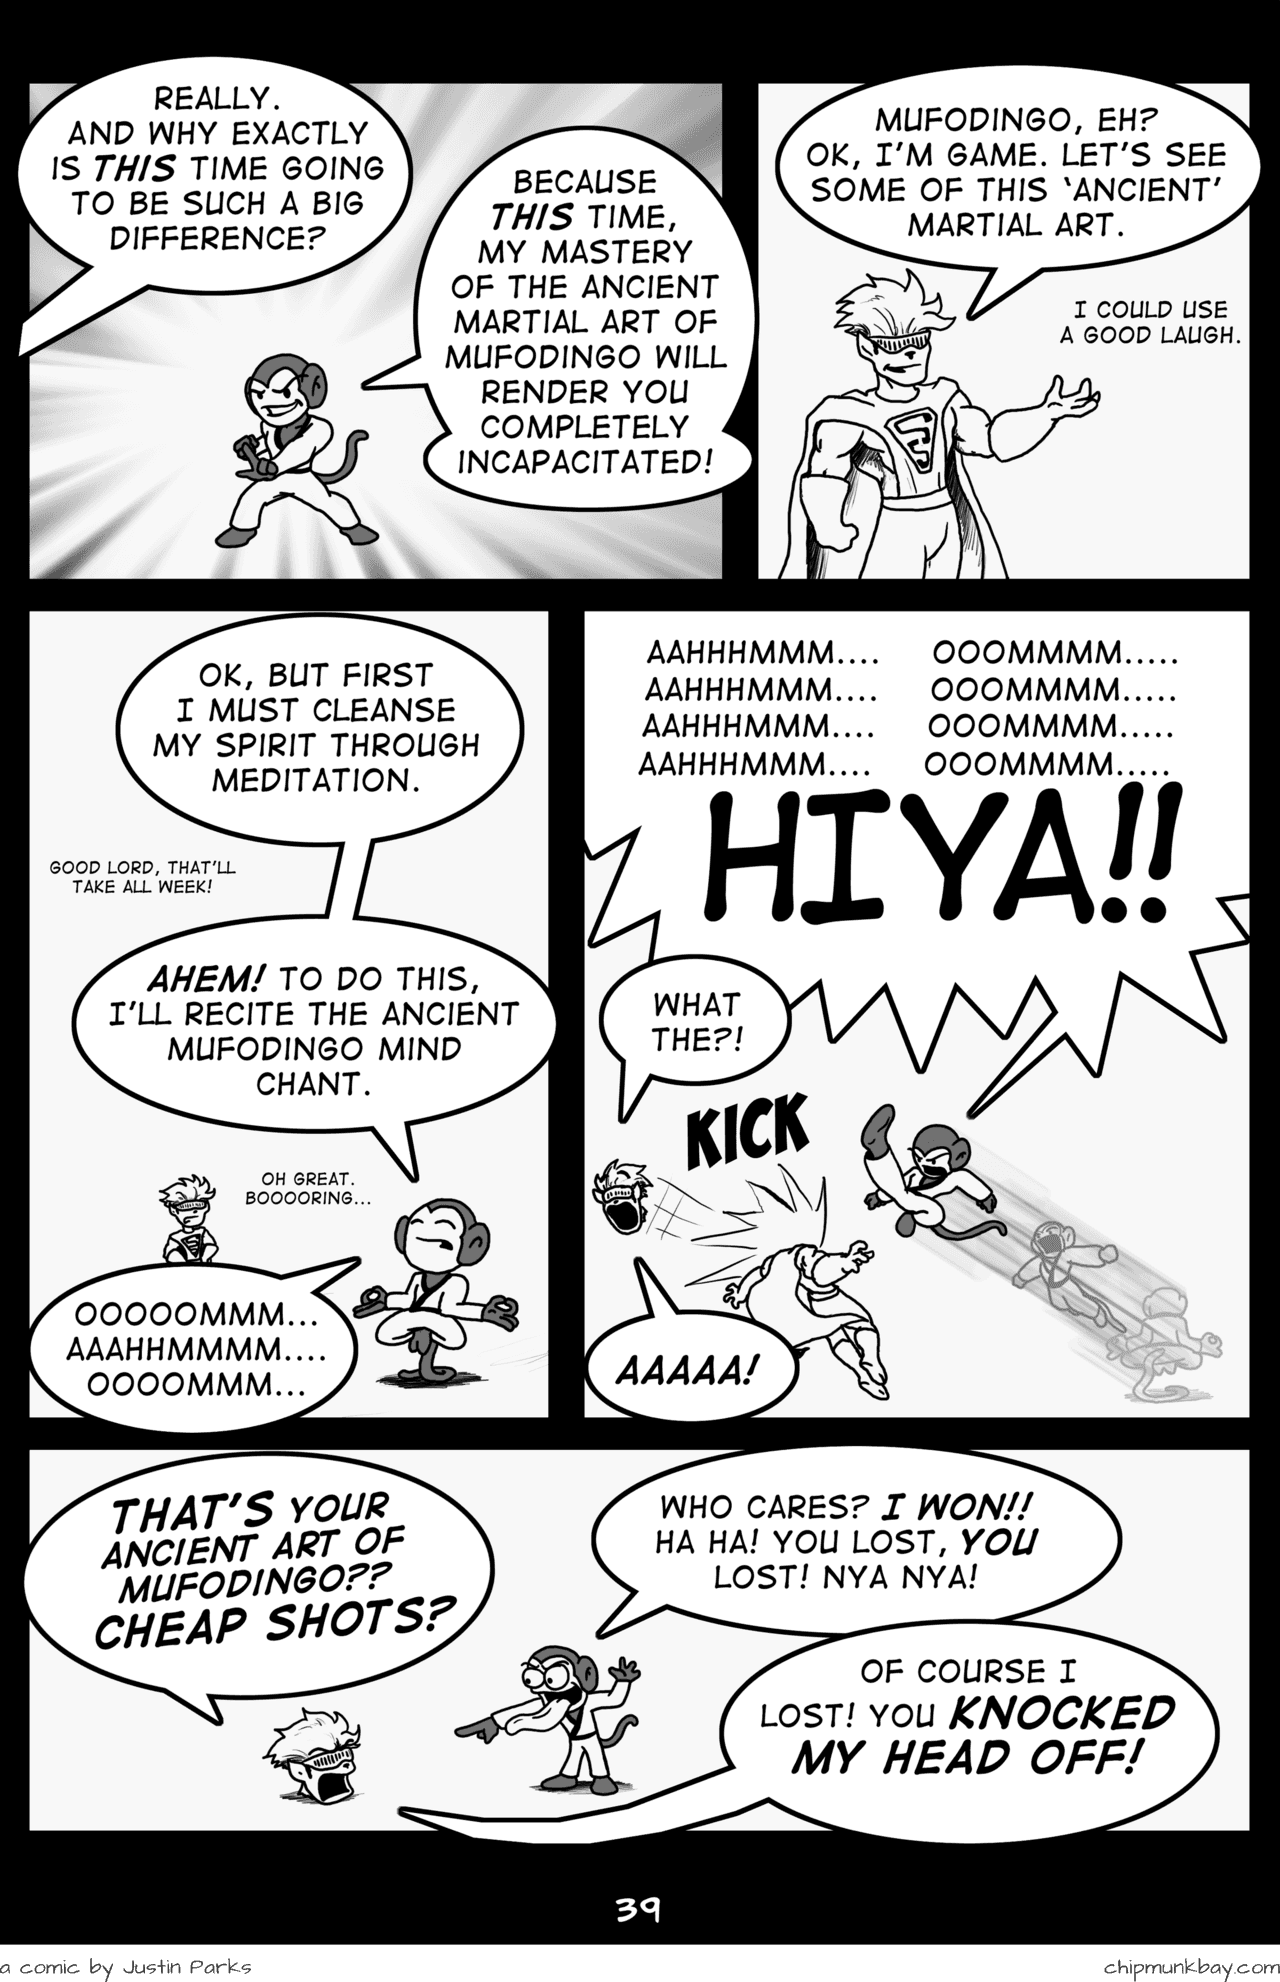 REALLY.
AND WHY EXACTLY
IS THIS TIME GOING
TO BE SUCH A BIG
DIFFERENCE?
BECAUSE
THIS TIME,
MY MASTERY
OF THE ANCIENT
MARTIAL ART OF
MUFODINGO WILL
RENDER YOU
COMPLETELY
INCAPACITATED!
MUFODINGO, EH?
OK, I'M GAME. LET'S SEE
SOME OF THIS 'ANCIENT'
MARTIAL ART.
I COULD USE
A GOOD LAUGH.
OK, BUT FIRST
I MUST CLEANSE
MY SPIRIT THROUGH
MEDITATION.
GOOD LORD, THAT'LL
TAKE ALL WEEK!
AHEM! TO DO THIS,
I'LL RECITE THE ANCIENT
MUFODINGO MIND
CHANT.
OH GREAT.
BOOOORING...
OOOOOMMM...
AAAHHMMMM....
OOOOMMM...
AAHHHMMM.... OOOMMMM.....
AAHHHMMM.... OOOMMMM.....
AAHHHMMM.... OOOMMMM.....
AAHHHMMM.... OOOMMMM.....
HIYA!!
WHAT
THE?!
KICK
AAAAA!
THAT'S YOUR
ANCIENT ART OF
MUFODINGO??
CHEAP SHOTS?
WHO CARES? I WON!!
HA HA! YOU LOST, YOU
LOST! NYA NYA!
OF COURSE I
LOST! YOU KNOCKED
MY HEAD OFF!
39
a comic by Justin Parks
chipmunkbay.com